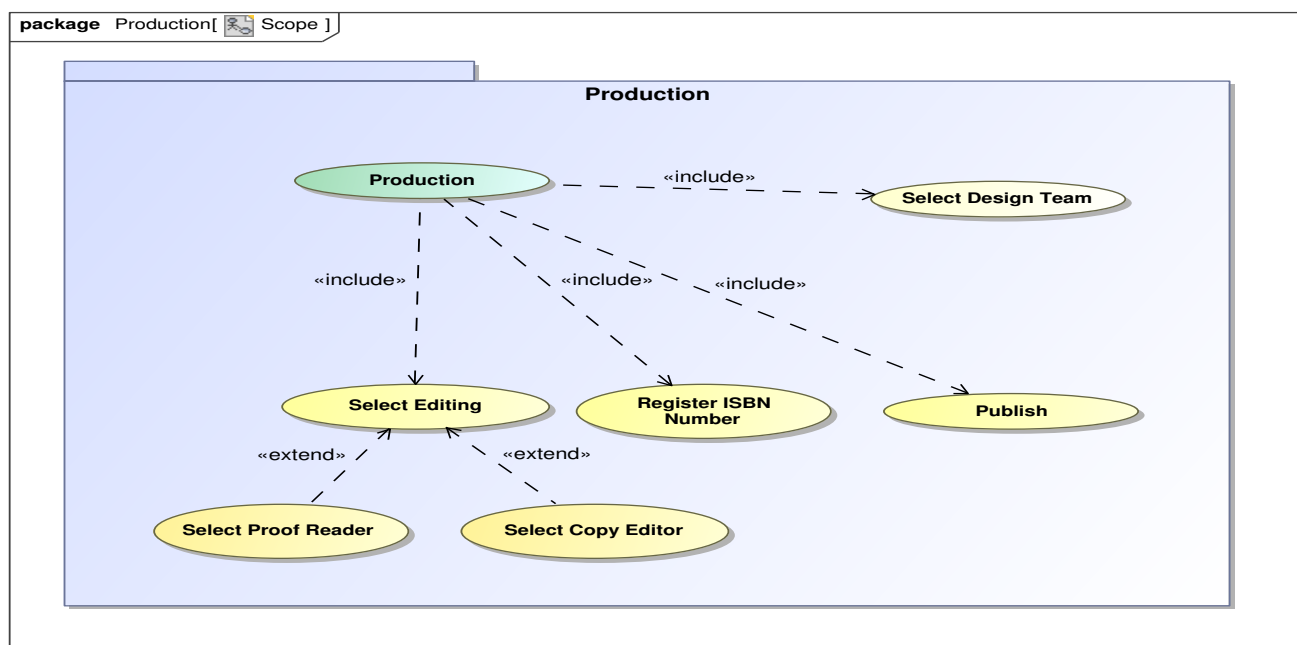 package Production[ Scope ]
Production
Production
«include»
Select Design Team
«include»
«include»
«include»
Select Editing
Register ISBN
Number
Publish
«extend»
«extend»
Select Proof Reader
Select Copy Editor